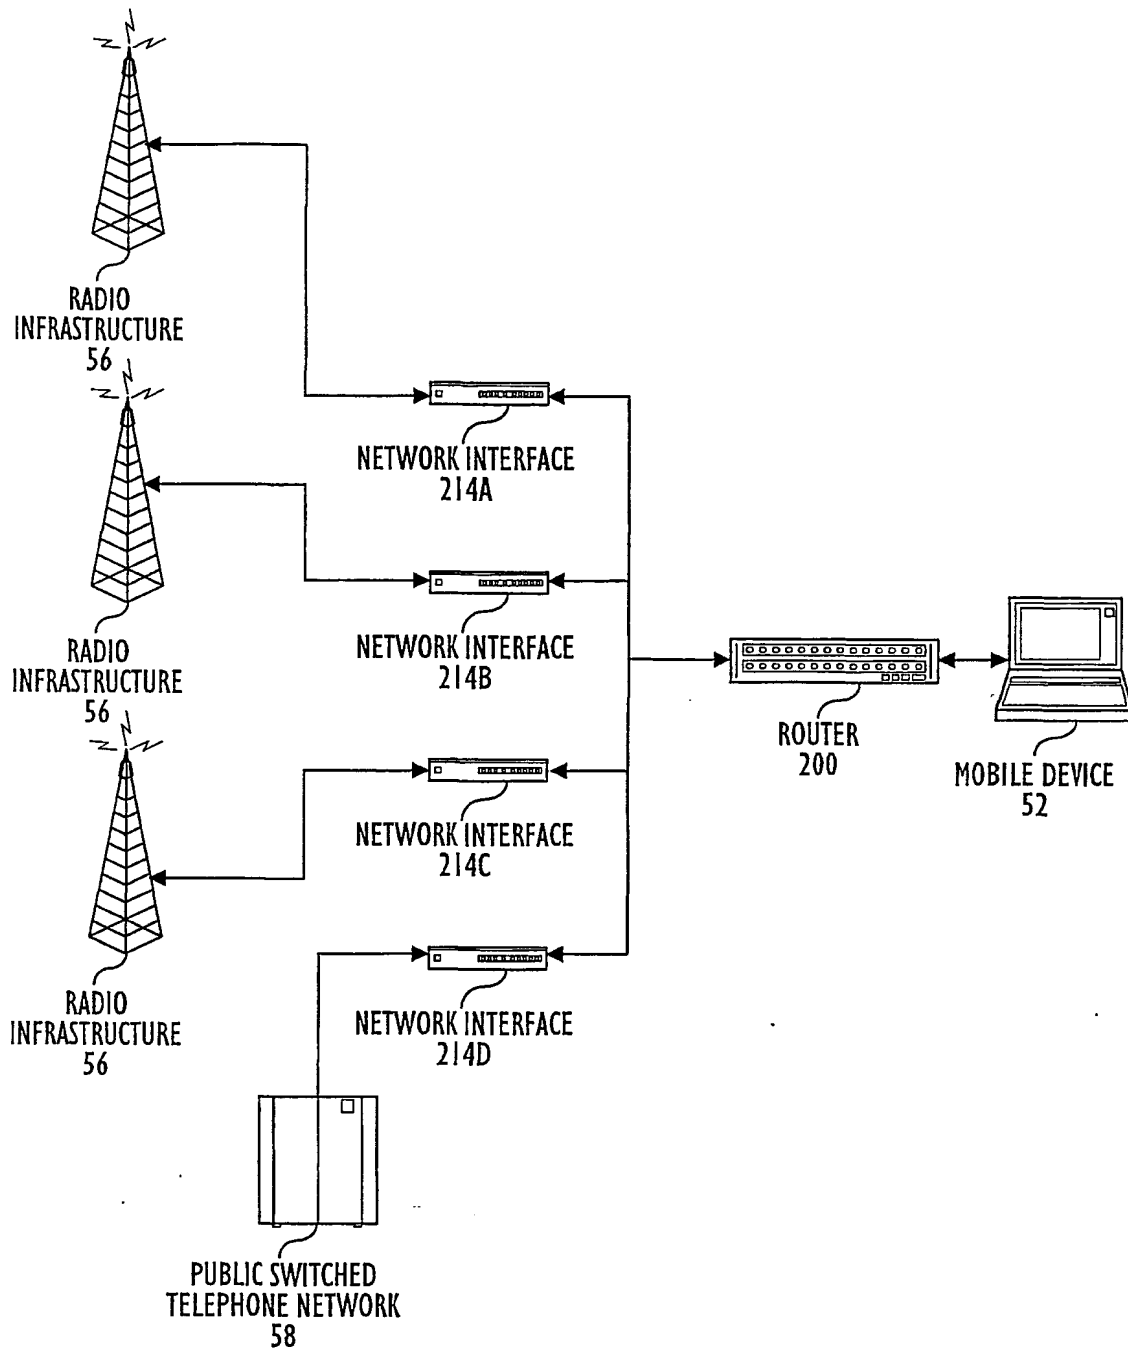 RADIO
INFRASTRUCTURE
56
NETWORK INTERFACE
214A
RADIO
INFRASTRUCTURE
56
NETWORK INTERFACE
214B
ROUTER
200
MOBILE DEVICE
52
NETWORK INTERFACE
214C
RADIO
INFRASTRUCTURE
56
NETWORK INTERFACE
214D
PUBLIC SWITCHED
TELEPHONE NETWORK
58